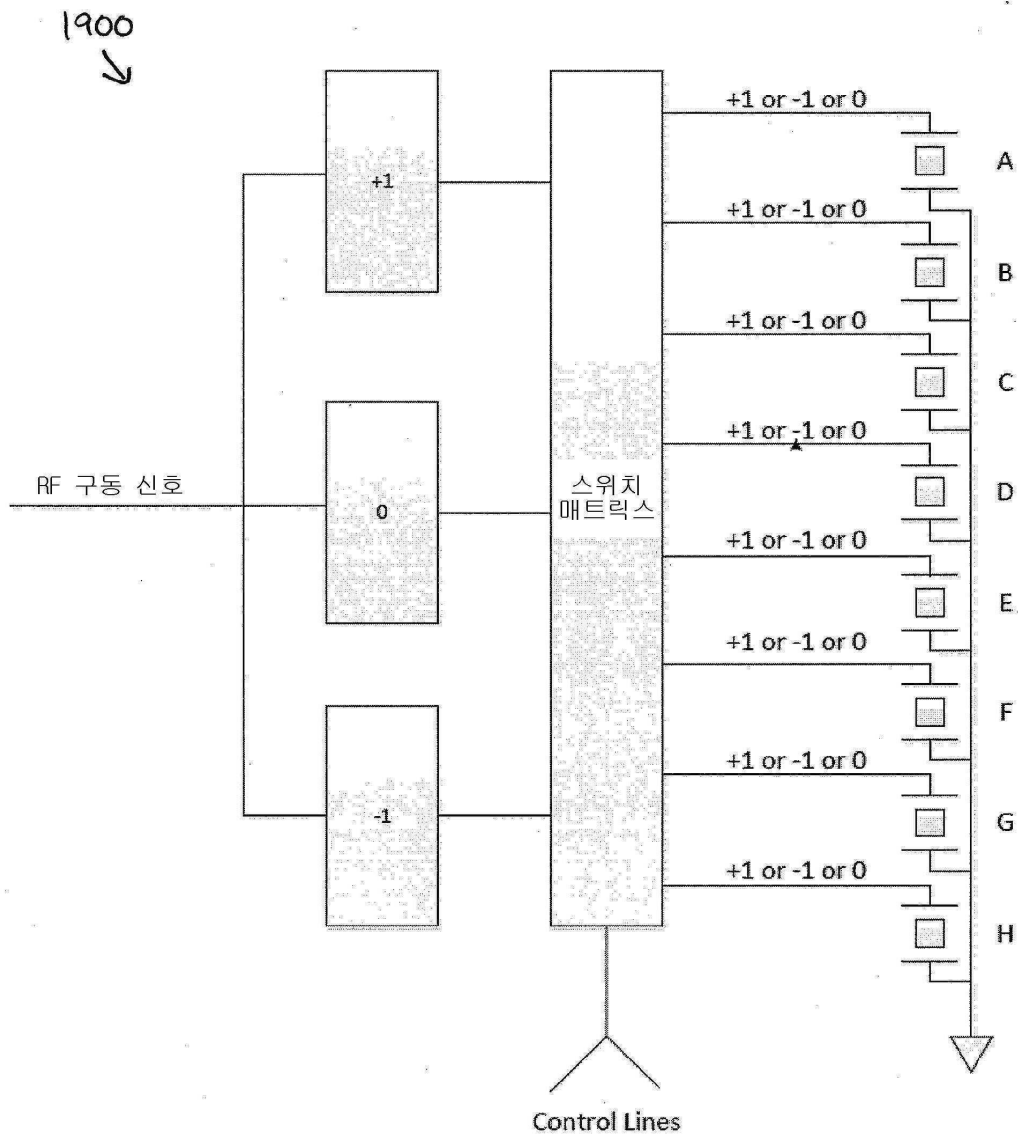 1900
+1 or -1 or 0
A
+1
+1 or -1 or 0
B
+1 or -1 or 0
C
+1 or -1 or 0
RF 구동 신호
0
스위치
매트릭스
D
+1 or -1 or 0
E
+1 or -1 or 0
F
+1 or -1 or 0
-1
G
+1 or -1 or 0
H
Control Lines